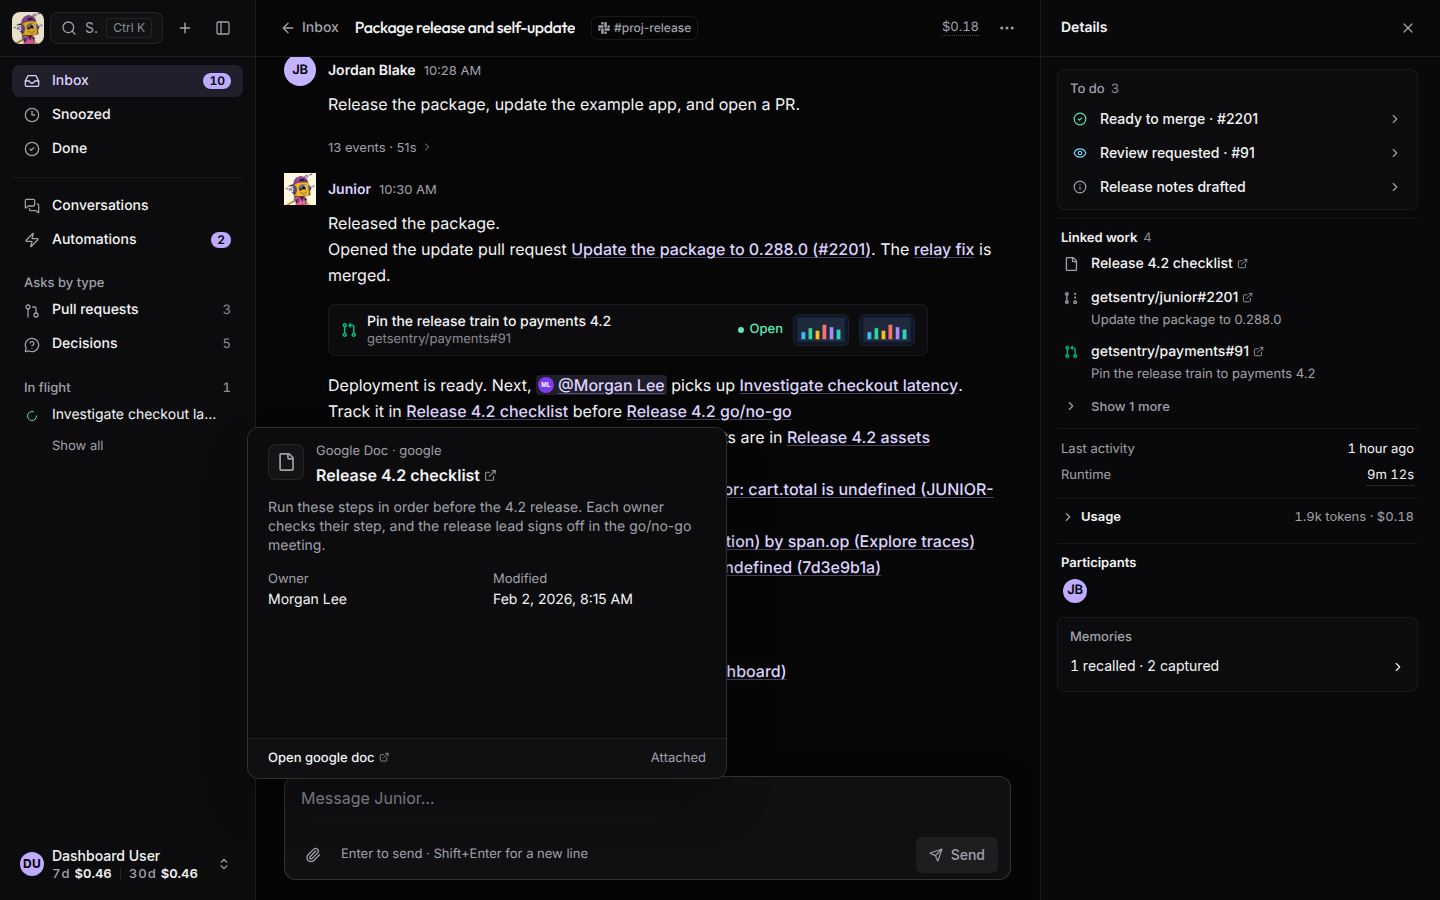 S.
Ctrl K
Inbox
10
Snoozed
Done
Conversations
Automations
2
Asks by type
Pull requests
3
Decisions
5
In flight
1
Investigate checkout la...
Show all
DU
Dashboard User
7d $0.46 | 30d $0.46
Inbox
Package release and self-update
#proj-release
$0.18
JB
Jordan Blake 10:28 AM
Release the package, update the example app, and open a PR.
13 events · 51s
Junior 10:30 AM
Released the package.
Opened the update pull request Update the package to 0.288.0 (#2201). The relay fix is
merged.
Pin the release train to payments 4.2
getsentry/payments#91
Open
Deployment is ready. Next, ML @Morgan Lee picks up Investigate checkout latency.
Track it in Release 4.2 checklist before Release 4.2 go/no-go
s are in Release 4.2 assets
or: cart.total is undefined (JUNIOR-
tion) by span.op (Explore traces)
ndefined (7d3e9b1a)
hboard)
Google Doc · google
Release 4.2 checklist
Run these steps in order before the 4.2 release. Each owner
checks their step, and the release lead signs off in the go/no-go
meeting.
Owner
Morgan Lee
Modified
Feb 2, 2026, 8:15 AM
Open google doc
Attached
Message Junior...
Enter to send · Shift+Enter for a new line
Send
Details
To do 3
Ready to merge · #2201
Review requested · #91
Release notes drafted
Linked work 4
Release 4.2 checklist
getsentry/junior#2201
Update the package to 0.288.0
getsentry/payments#91
Pin the release train to payments 4.2
Show 1 more
Last activity
1 hour ago
Runtime
9m 12s
Usage
1.9k tokens · $0.18
Participants
JB
Memories
1 recalled · 2 captured